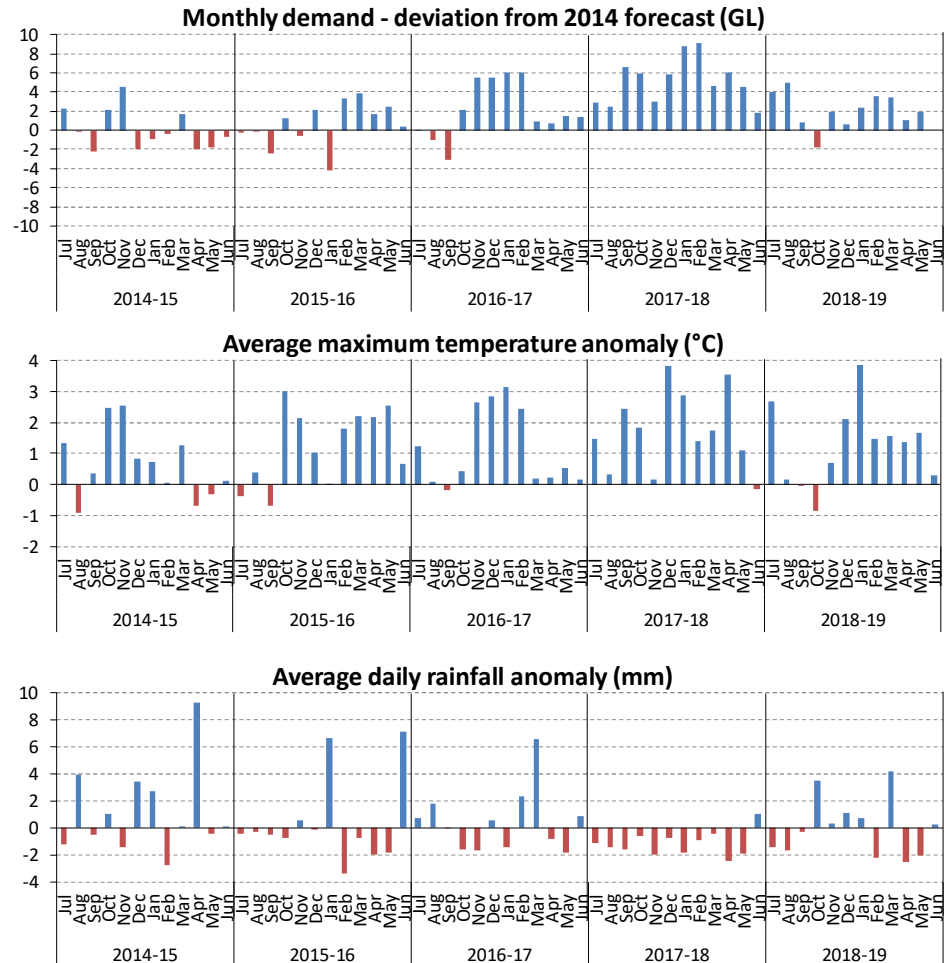 Monthly demand - deviation from 2014 forecast (GL)
10
8
6
4
2
0
-2
-4
-6
-8
-10
Jul Aug Sep Oct Nov Dec Jan Feb Mar Apr May Jun Jul Aug Sep Oct Nov Dec Jan Feb Mar Apr May Jun Jul Aug Sep Oct Nov Dec Jan Feb Mar Apr May Jun Jul Aug Sep Oct Nov Dec Jan Feb Mar Apr May Jun Jul Aug Sep Oct Nov Dec Jan Feb Mar Apr May Jun
2014-15 2015-16 2016-17 2017-18 2018-19
Average maximum temperature anomaly (°C)
4
3
2
1
0
-1
-2
Jul Aug Sep Oct Nov Dec Jan Feb Mar Apr May Jun Jul Aug Sep Oct Nov Dec Jan Feb Mar Apr May Jun Jul Aug Sep Oct Nov Dec Jan Feb Mar Apr May Jun Jul Aug Sep Oct Nov Dec Jan Feb Mar Apr May Jun Jul Aug Sep Oct Nov Dec Jan Feb Mar Apr May Jun
2014-15 2015-16 2016-17 2017-18 2018-19
Average daily rainfall anomaly (mm)
10
8
6
4
2
0
-2
-4
Jul Aug Sep Oct Nov Dec Jan Feb Mar Apr May Jun Jul Aug Sep Oct Nov Dec Jan Feb Mar Apr May Jun Jul Aug Sep Oct Nov Dec Jan Feb Mar Apr May Jun Jul Aug Sep Oct Nov Dec Jan Feb Mar Apr May Jun Jul Aug Sep Oct Nov Dec Jan Feb Mar Apr May Jun
2014-15 2015-16 2016-17 2017-18 2018-19